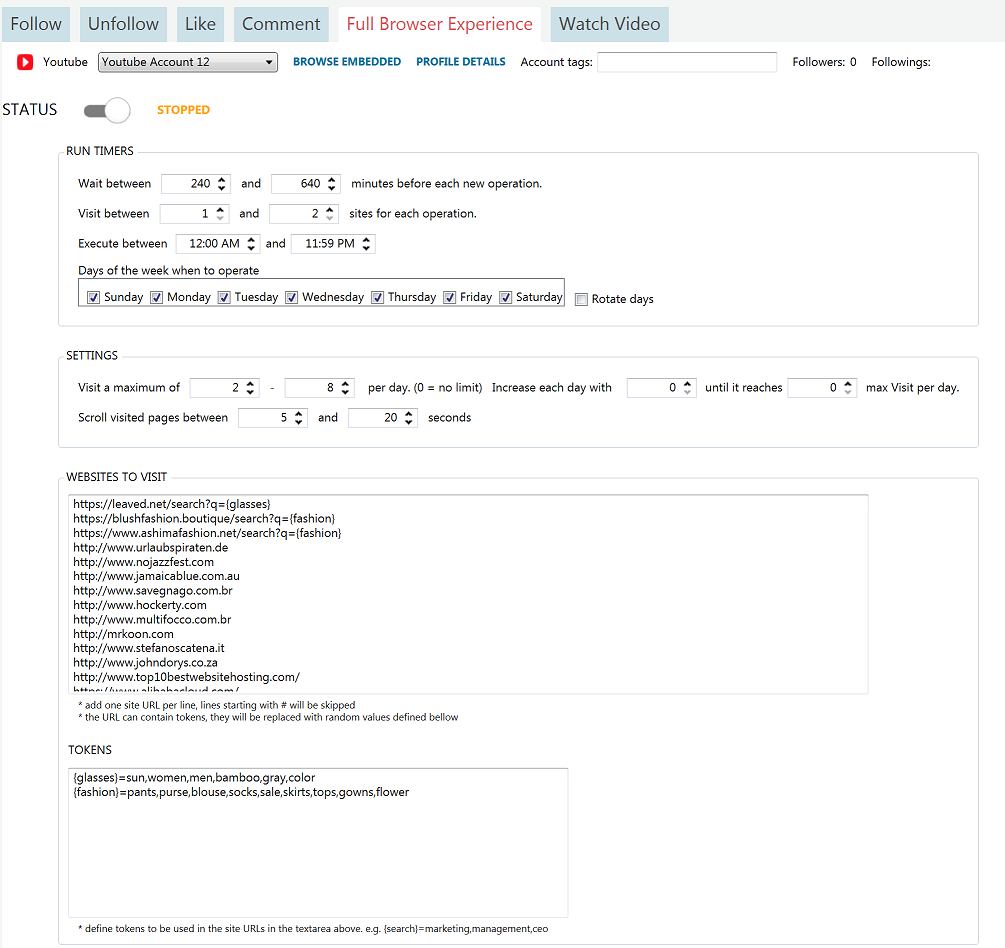 Follow Unfollow Like Comment Full Browser Experience Watch Video
Youtube Youtube Account 12 BROWSE EMBEDDED PROFILE DETAILS Account tags: Followers: 0 Followings:
STATUS STOPPED
RUN TIMERS
Wait between 240 and 640 minutes before each new operation.
Visit between 1 and 2 sites for each operation.
Execute between 12:00 AM and 11:59 PM
Days of the week when to operate
Sunday Monday Tuesday Wednesday Thursday Friday Saturday Rotate days
SETTINGS
Visit a maximum of 2 - 8 per day. (0 = no limit) Increase each day with 0 until it reaches 0 max Visit per day.
Scroll visited pages between 5 and 20 seconds
WEBSITES TO VISIT
https://leaved.net/search?q={glasses}
https://blushfashion.boutique/search?q={fashion}
https://www.ashimafashion.net/search?q={fashion}
http://www.urlaubspiraten.de
http://www.nojazzfest.com
http://www.jamaicablue.com.au
http://www.savegnago.com.br
http://www.hockerty.com
http://www.multifocco.com.br
http://mrkoon.com
http://www.stefanoscatena.it
http://www.johndorys.co.za
http://www.top10bestwebsitehosting.com/
https://www.alibabacloud.com/
* add one site URL per line, lines starting with # will be skipped
* the URL can contain tokens, they will be replaced with random values defined bellow
TOKENS
{glasses}=sun,women,men,bamboo,gray,color
{fashion}=pants,purse,blouse,socks,sale,skirts,tops,gowns,flower
* define tokens to be used in the site URLs in the textarea above. e.g. {search}=marketing,management,ceo